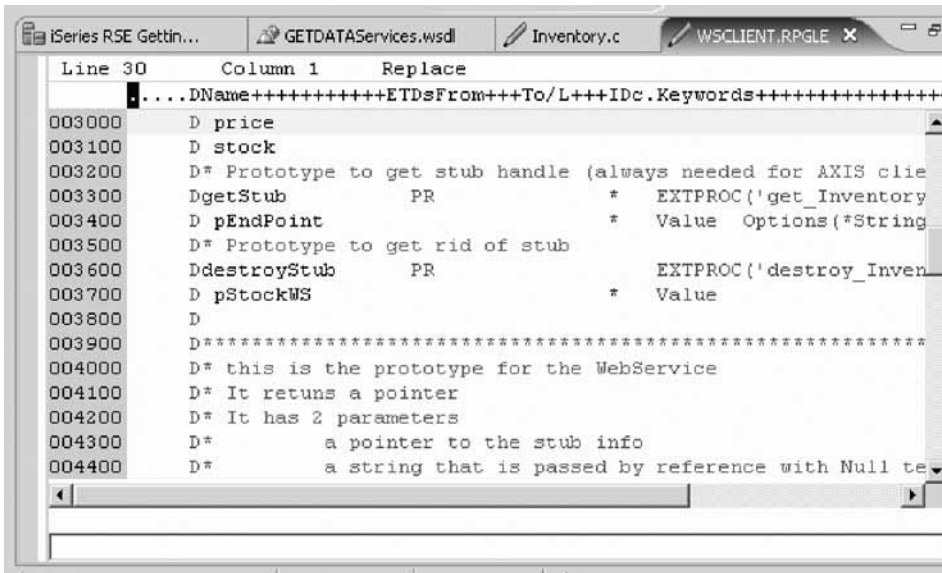 iSeries RSE Gettin... GETDATAServices.wsdl Inventory.c WSCLIENT.RPGLE
Line 30 Column 1 Replace
.....DName+++++++++++ETDsFrom+++To/L+++IDc.Keywords++++++++++++++++
003000 D price
003100 D stock
003200 D* Prototype to get stub handle (always needed for AXIS clie
003300 DgetStub PR * EXTPROC('get_Inventory
003400 D pEndPoint * Value Options(*String
003500 D* Prototype to get rid of stub
003600 DdestroyStub PR EXTPROC('destroy_Inven
003700 D pStockWS * Value
003800 D
003900 D************************************************************
004000 D* this is the prototype for the WebService
004100 D* It retuns a pointer
004200 D* It has 2 parameters
004300 D* a pointer to the stub info
004400 D* a string that is passed by reference with Null te